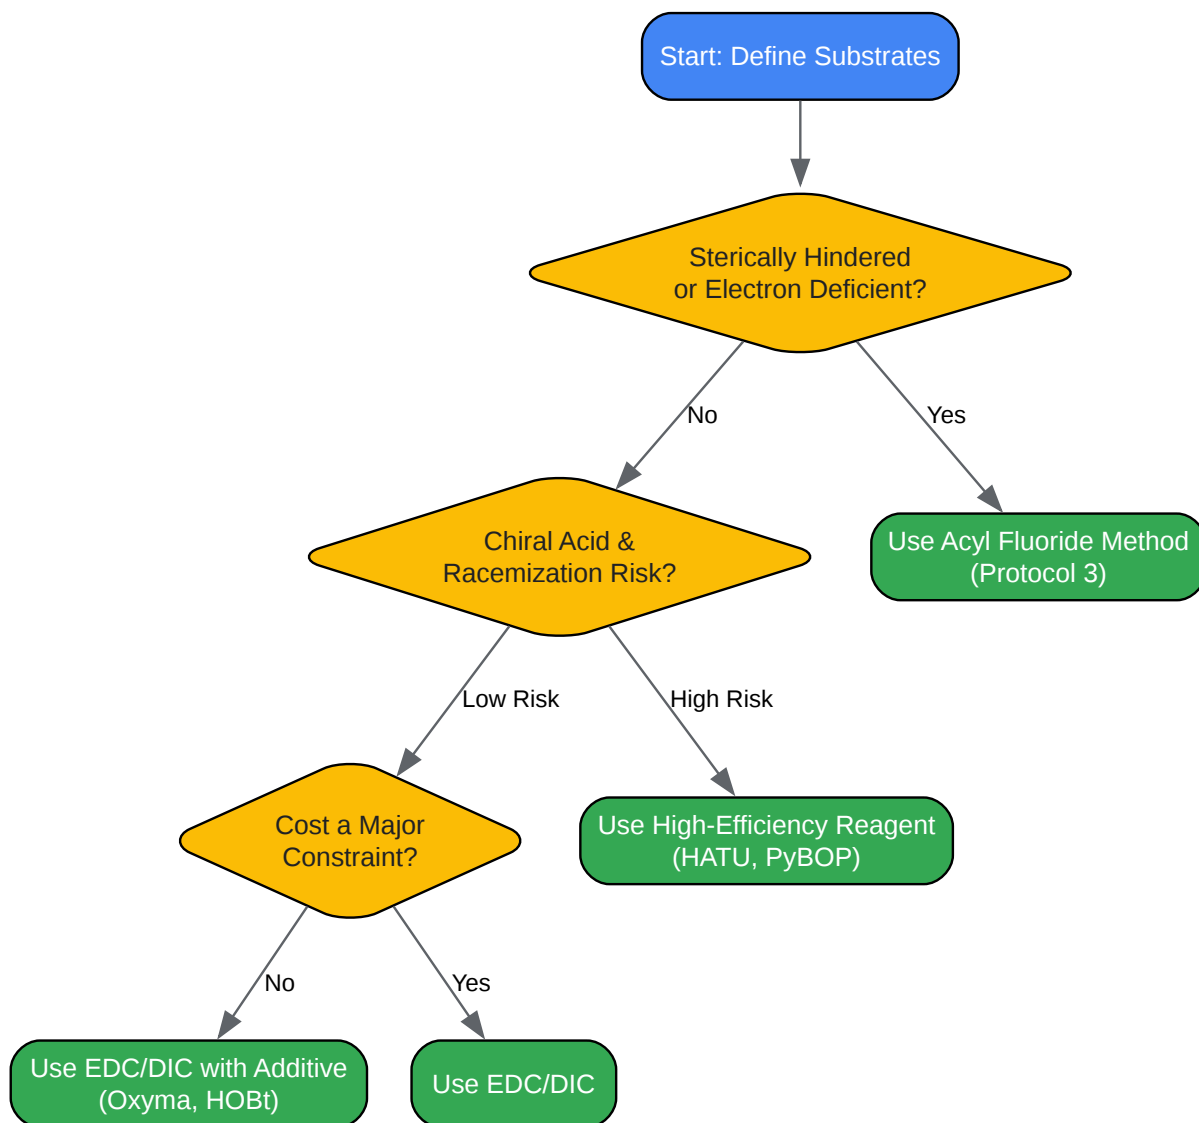 Start: Define Substrates
Sterically Hindered
or Electron Deficient?
No
Yes
Chiral Acid &
Racemization Risk?
Use Acyl Fluoride Method
(Protocol 3)
Low Risk
High Risk
Cost a Major
Constraint?
Use High-Efficiency Reagent
(HATU, PyBOP)
No
Yes
Use EDC/DIC with Additive
(Oxyma, HOBt)
Use EDC/DIC